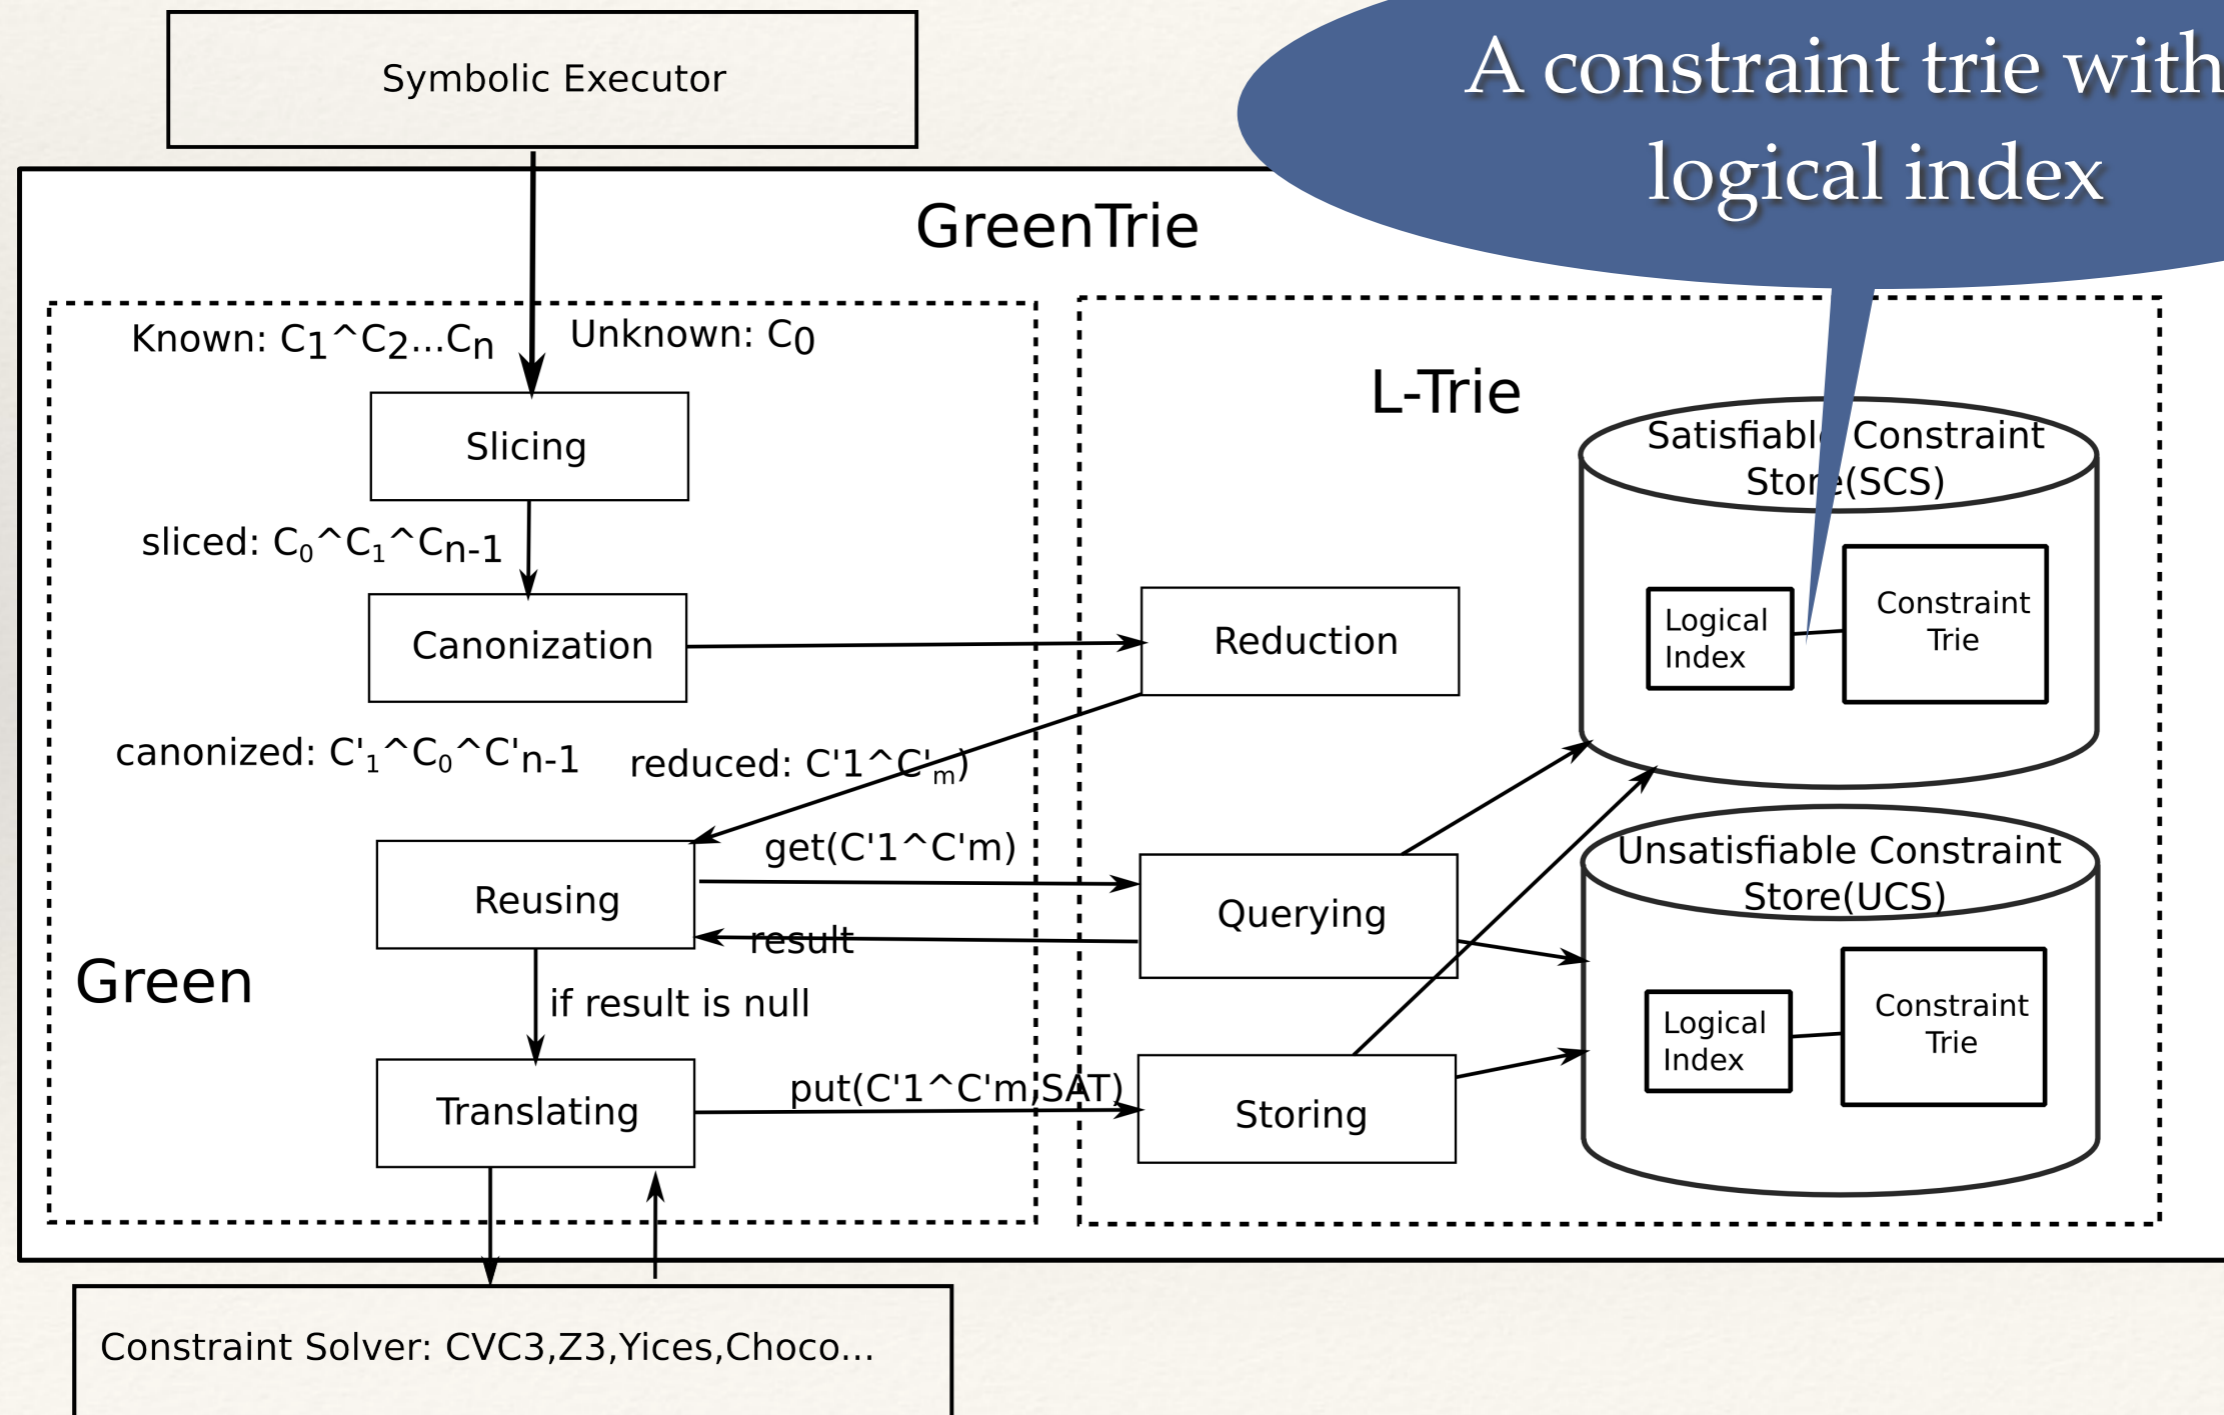 Symbolic Executor
A constraint trie with
logical index
GreenTrie
Known: C1^C2...Cn
Unknown: C0
Slicing
sliced: C₀^C₁^Cn-1
Canonization
canonized: C'₁^C₀^C'n-1
reduced: C'1^C'ₘ)
Reusing
get(C'1^C'm)
result
Green
if result is null
Translating
put(C'1^C'm,SAT)
L-Trie
Reduction
Querying
Storing
Satisfiable Constraint
Store(SCS)
Logical
Index
Constraint
Trie
Unsatisfiable Constraint
Store(UCS)
Logical
Index
Constraint
Trie
Constraint Solver: CVC3,Z3,Yices,Choco...